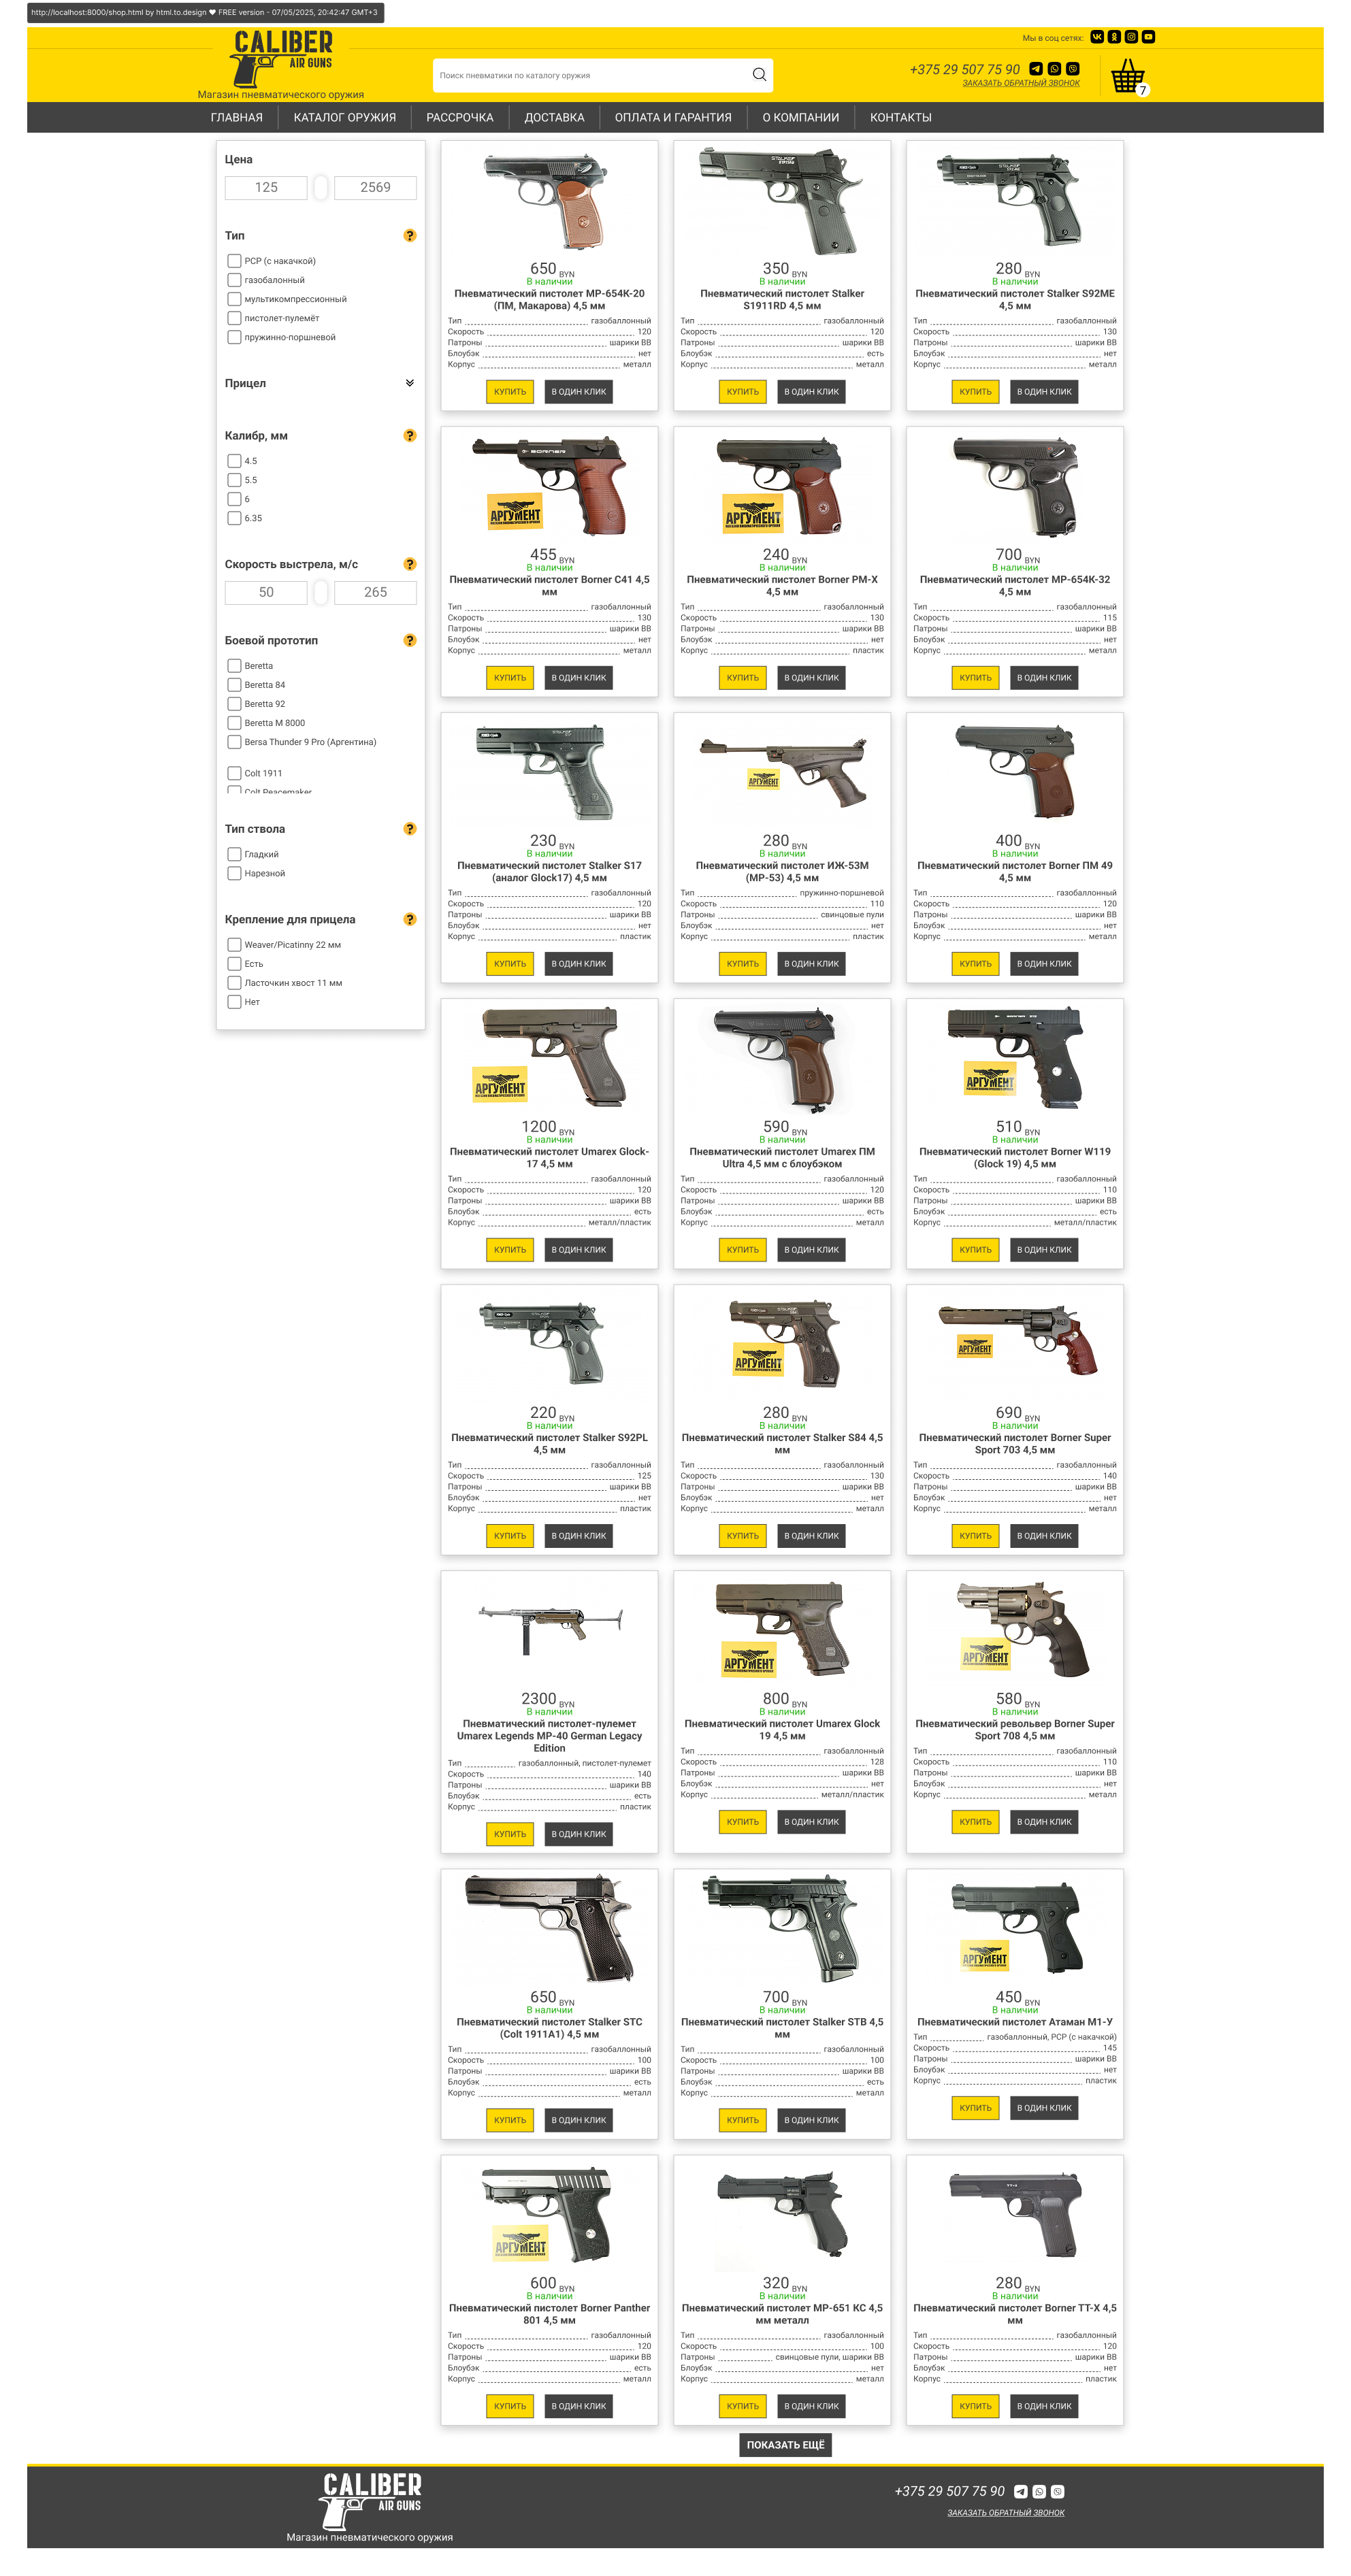 http://localhost:8000/shop.html by html.to.design ❤ FREE version - 07/05/2025, 20:42:47 GMT+3
Мы в соц сетях:
CALIBER
AIR GUNS
Магазин пневматического оружия
Поиск пневматики по каталогу оружия
+375 29 507 75 90
ЗАКАЗАТЬ ОБРАТНЫЙ ЗВОНОК
7
ГЛАВНАЯ КАТАЛОГ ОРУЖИЯ РАССРОЧКА ДОСТАВКА ОПЛАТА И ГАРАНТИЯ О КОМПАНИИ КОНТАКТЫ
Цена
125 2569
Тип ?
PCP (с накачкой)
газобалонный
мультикомпрессионный
пистолет-пулемёт
пружинно-поршневой
Прицел
Калибр, мм ?
4.5
5.5
6
6.35
Скорость выстрела, м/с ?
50 265
Боевой прототип ?
Beretta
Beretta 84
Beretta 92
Beretta M 8000
Bersa Thunder 9 Pro (Аргентина)
Colt 1911
Colt Peacemaker
Тип ствола ?
Гладкий
Нарезной
Крепление для прицела ?
Weaver/Picatinny 22 мм
Есть
Ласточкин хвост 11 мм
Нет
650 BYN
В наличии
Пневматический пистолет МР-654К-20
(ПМ, Макарова) 4,5 мм
Тип газобаллонный
Скорость 120
Патроны шарики BB
Блоубэк нет
Корпус металл
КУПИТЬ В ОДИН КЛИК
350 BYN
В наличии
Пневматический пистолет Stalker
S1911RD 4,5 мм
Тип газобаллонный
Скорость 120
Патроны шарики BB
Блоубэк есть
Корпус металл
КУПИТЬ В ОДИН КЛИК
280 BYN
В наличии
Пневматический пистолет Stalker S92ME
4,5 мм
Тип газобаллонный
Скорость 130
Патроны шарики BB
Блоубэк нет
Корпус металл
КУПИТЬ В ОДИН КЛИК
BORNER
АРГУМЕНТ
455 BYN
В наличии
Пневматический пистолет Borner C41 4,5
мм
Тип газобаллонный
Скорость 130
Патроны шарики BB
Блоубэк нет
Корпус металл
КУПИТЬ В ОДИН КЛИК
АРГУМЕНТ
240 BYN
В наличии
Пневматический пистолет Borner PM-X
4,5 мм
Тип газобаллонный
Скорость 130
Патроны шарики BB
Блоубэк нет
Корпус пластик
КУПИТЬ В ОДИН КЛИК
700 BYN
В наличии
Пневматический пистолет МР-654К-32
4,5 мм
Тип газобаллонный
Скорость 115
Патроны шарики BB
Блоубэк нет
Корпус металл
КУПИТЬ В ОДИН КЛИК
230 BYN
В наличии
Пневматический пистолет Stalker S17
(аналог Glock17) 4,5 мм
Тип газобаллонный
Скорость 120
Патроны шарики BB
Блоубэк нет
Корпус пластик
КУПИТЬ В ОДИН КЛИК
АРГУМЕНТ
280 BYN
В наличии
Пневматический пистолет ИЖ-53М
(МР-53) 4,5 мм
Тип пружинно-поршневой
Скорость 110
Патроны свинцовые пули
Блоубэк нет
Корпус пластик
КУПИТЬ В ОДИН КЛИК
400 BYN
В наличии
Пневматический пистолет Borner ПМ 49
4,5 мм
Тип газобаллонный
Скорость 120
Патроны шарики BB
Блоубэк нет
Корпус металл
КУПИТЬ В ОДИН КЛИК
АРГУМЕНТ
1200 BYN
В наличии
Пневматический пистолет Umarex Glock-
17 4,5 мм
Тип газобаллонный
Скорость 120
Патроны шарики BB
Блоубэк есть
Корпус металл/пластик
КУПИТЬ В ОДИН КЛИК
590 BYN
В наличии
Пневматический пистолет Umarex ПМ
Ultra 4,5 мм с блоубэком
Тип газобаллонный
Скорость 120
Патроны шарики BB
Блоубэк есть
Корпус металл
КУПИТЬ В ОДИН КЛИК
АРГУМЕНТ
510 BYN
В наличии
Пневматический пистолет Borner W119
(Glock 19) 4,5 мм
Тип газобаллонный
Скорость 110
Патроны шарики BB
Блоубэк есть
Корпус металл/пластик
КУПИТЬ В ОДИН КЛИК
220 BYN
В наличии
Пневматический пистолет Stalker S92PL
4,5 мм
Тип газобаллонный
Скорость 125
Патроны шарики BB
Блоубэк нет
Корпус пластик
КУПИТЬ В ОДИН КЛИК
АРГУМЕНТ
280 BYN
В наличии
Пневматический пистолет Stalker S84 4,5
мм
Тип газобаллонный
Скорость 130
Патроны шарики BB
Блоубэк нет
Корпус металл
КУПИТЬ В ОДИН КЛИК
АРГУМЕНТ
690 BYN
В наличии
Пневматический пистолет Borner Super
Sport 703 4,5 мм
Тип газобаллонный
Скорость 140
Патроны шарики BB
Блоубэк нет
Корпус металл
КУПИТЬ В ОДИН КЛИК
2300 BYN
В наличии
Пневматический пистолет-пулемет
Umarex Legends MP-40 German Legacy
Edition
Тип газобаллонный, пистолет-пулемет
Скорость 140
Патроны шарики BB
Блоубэк есть
Корпус пластик
КУПИТЬ В ОДИН КЛИК
АРГУМЕНТ
800 BYN
В наличии
Пневматический пистолет Umarex Glock
19 4,5 мм
Тип газобаллонный
Скорость 128
Патроны шарики BB
Блоубэк нет
Корпус металл/пластик
КУПИТЬ В ОДИН КЛИК
АРГУМЕНТ
580 BYN
В наличии
Пневматический револьвер Borner Super
Sport 708 4,5 мм
Тип газобаллонный
Скорость 110
Патроны шарики BB
Блоубэк нет
Корпус металл
КУПИТЬ В ОДИН КЛИК
650 BYN
В наличии
Пневматический пистолет Stalker STC
(Colt 1911A1) 4,5 мм
Тип газобаллонный
Скорость 100
Патроны шарики BB
Блоубэк есть
Корпус металл
КУПИТЬ В ОДИН КЛИК
700 BYN
В наличии
Пневматический пистолет Stalker STB 4,5
мм
Тип газобаллонный
Скорость 100
Патроны шарики BB
Блоубэк есть
Корпус металл
КУПИТЬ В ОДИН КЛИК
АРГУМЕНТ
450 BYN
В наличии
Пневматический пистолет Атаман М1-У
Тип газобаллонный, PCP (с накачкой)
Скорость 145
Патроны шарики BB
Блоубэк нет
Корпус пластик
КУПИТЬ В ОДИН КЛИК
АРГУМЕНТ
600 BYN
В наличии
Пневматический пистолет Borner Panther
801 4,5 мм
Тип газобаллонный
Скорость 120
Патроны шарики BB
Блоубэк есть
Корпус металл
КУПИТЬ В ОДИН КЛИК
320 BYN
В наличии
Пневматический пистолет МР-651 КС 4,5
мм металл
Тип газобаллонный
Скорость 100
Патроны свинцовые пули, шарики BB
Блоубэк нет
Корпус металл
КУПИТЬ В ОДИН КЛИК
280 BYN
В наличии
Пневматический пистолет Borner TT-X 4,5
мм
Тип газобаллонный
Скорость 120
Патроны шарики BB
Блоубэк нет
Корпус пластик
КУПИТЬ В ОДИН КЛИК
ПОКАЗАТЬ ЕЩЁ
CALIBER
AIR GUNS
Магазин пневматического оружия
+375 29 507 75 90
ЗАКАЗАТЬ ОБРАТНЫЙ ЗВОНОК